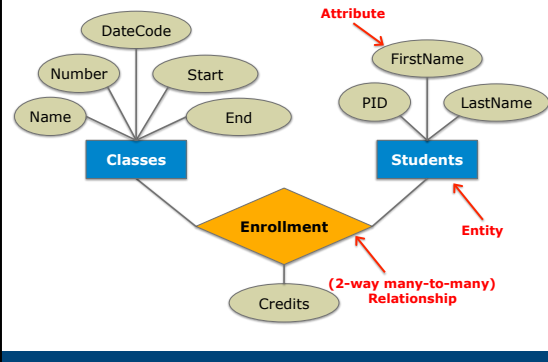 Attribute
DateCode
FirstName
Number
Start
PID
LastName
Name
End
Classes
Students
Enrollment
Entity
(2-way many-to-many)
Relationship
Credits